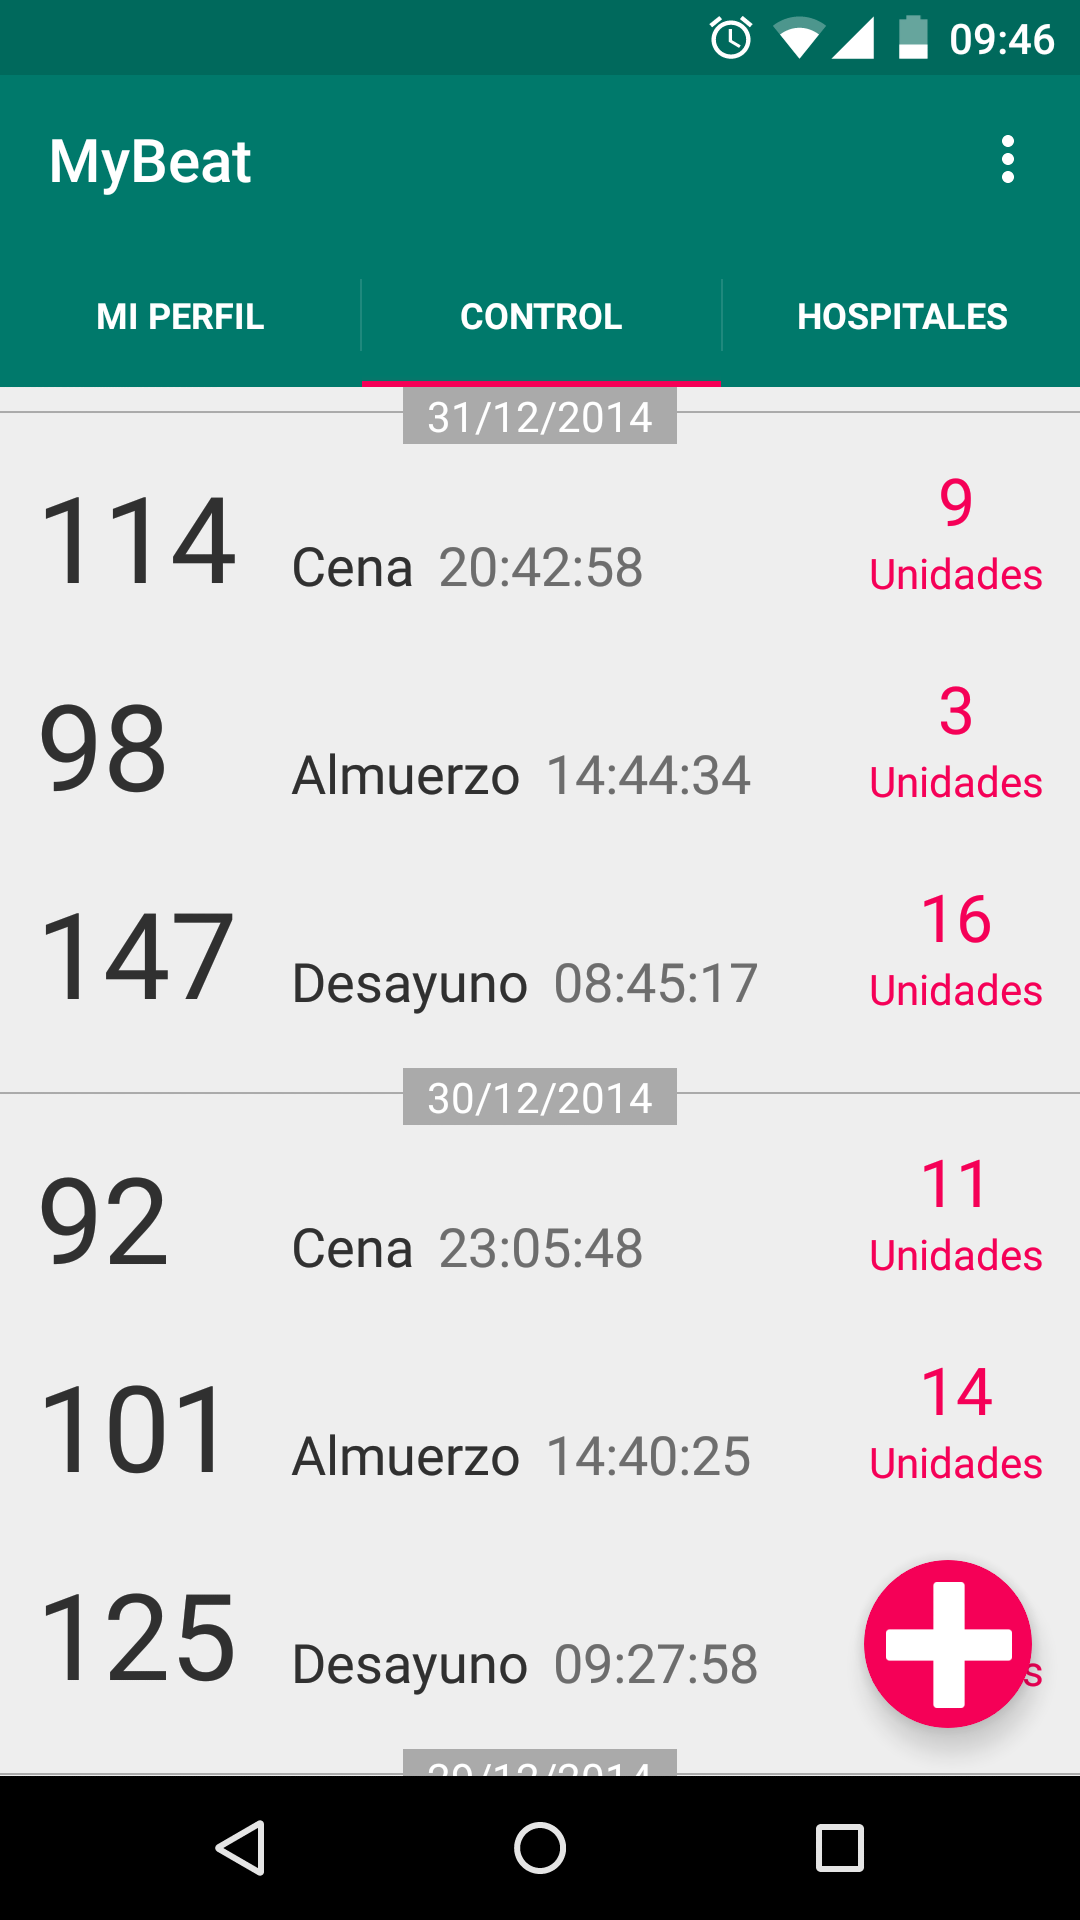 09:46
MyBeat
MI PERFIL CONTROL HOSPITALES
31/12/2014
114 Cena 20:42:58 9 Unidades
98 Almuerzo 14:44:34 3 Unidades
147 Desayuno 08:45:17 16 Unidades
30/12/2014
92 Cena 23:05:48 11 Unidades
101 Almuerzo 14:40:25 14 Unidades
125 Desayuno 09:27:58